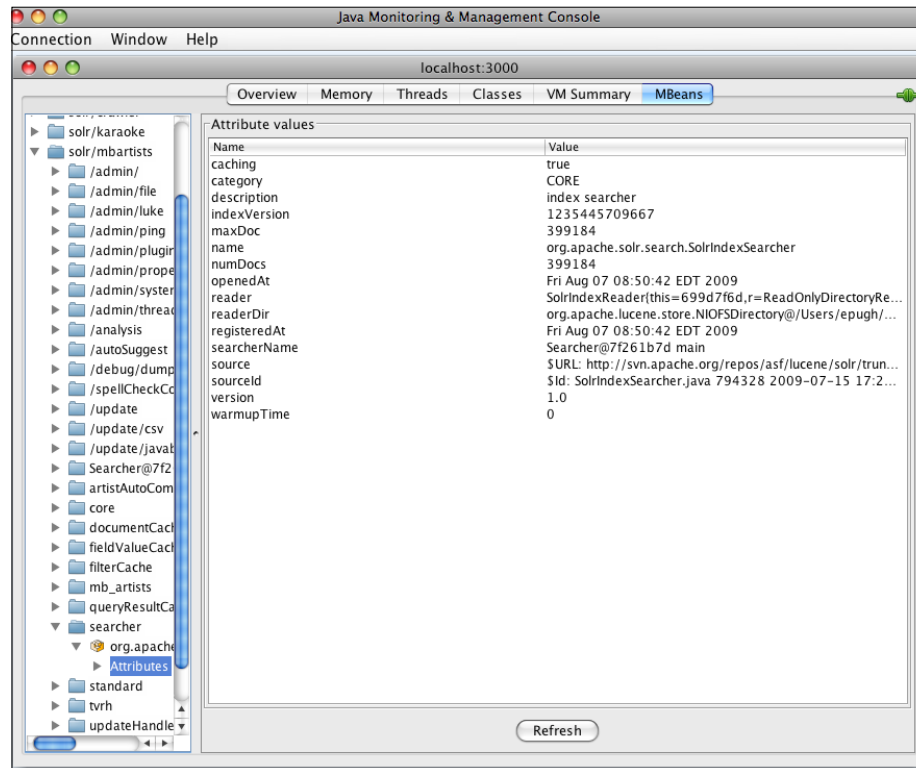 Java Monitoring & Management Console
Connection Window Help
localhost:3000
Overview Memory Threads Classes VM Summary MBeans
solr/karaoke
solr/mbartists
/admin/
/admin/file
/admin/luke
/admin/ping
/admin/plugin
/admin/prope
/admin/system
/admin/thread
/analysis
/autoSuggest
/debug/dump
/spellCheckCo
/update
/update/csv
/update/javab
Searcher@7f2
artistAutoCom
core
documentCach
fieldValueCach
filterCache
mb_artists
queryResultCa
searcher
org.apache
Attributes
standard
tvrh
updateHandle
Attribute values
Name Value
caching true
category CORE
description index searcher
indexVersion 1235445709667
maxDoc 399184
name org.apache.solr.search.SolrIndexSearcher
numDocs 399184
openedAt Fri Aug 07 08:50:42 EDT 2009
reader SolrIndexReader{this=699d7f6d,r=ReadOnlyDirectoryRe...
readerDir org.apache.lucene.store.NIOFSDirectory@/Users/epugh/...
registeredAt Fri Aug 07 08:50:42 EDT 2009
searcherName Searcher@7f261b7d main
source $URL: http://svn.apache.org/repos/asf/lucene/solr/trun...
sourceId $Id: SolrIndexSearcher.java 794328 2009-07-15 17:2...
version 1.0
warmupTime 0
Refresh